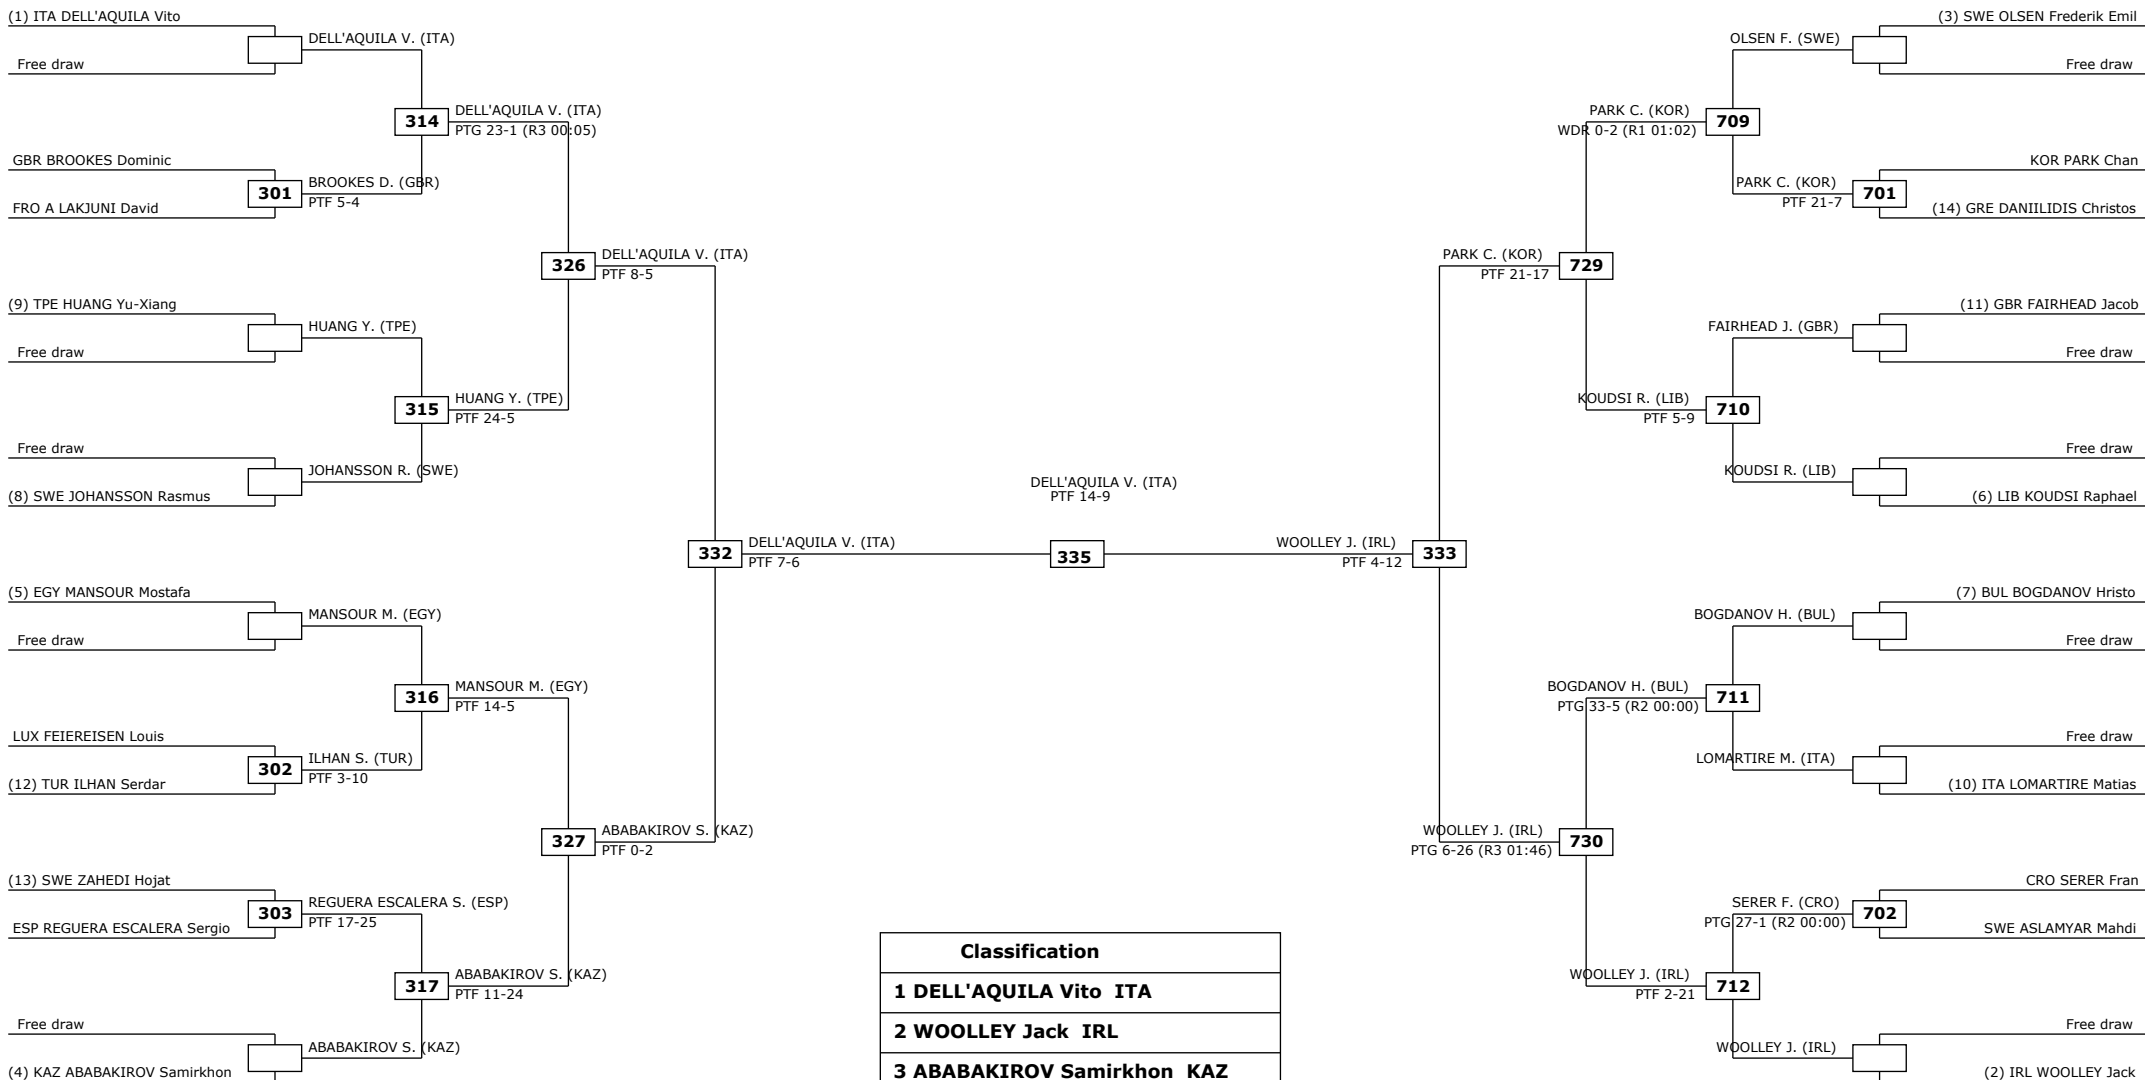 (1) ITA DELL'AQUILA Vito
DELL'AQUILA V. (ITA)
Free draw
314
DELL'AQUILA V. (ITA)
PTG 23-1 (R3 00:05)
GBR BROOKES Dominic
301
BROOKES D. (GBR)
PTF 5-4
FRO A LAKJUNI David
326
DELL'AQUILA V. (ITA)
PTF 8-5
(9) TPE HUANG Yu-Xiang
HUANG Y. (TPE)
Free draw
315
HUANG Y. (TPE)
PTF 24-5
Free draw
JOHANSSON R. (SWE)
(8) SWE JOHANSSON Rasmus
332
DELL'AQUILA V. (ITA)
PTF 7-6
(5) EGY MANSOUR Mostafa
MANSOUR M. (EGY)
Free draw
316
MANSOUR M. (EGY)
PTF 14-5
LUX FEIEREISEN Louis
302
ILHAN S. (TUR)
PTF 3-10
(12) TUR ILHAN Serdar
327
ABABAKIROV S. (KAZ)
PTF 0-2
(13) SWE ZAHEDI Hojat
303
REGUERA ESCALERA S. (ESP)
PTF 17-25
ESP REGUERA ESCALERA Sergio
317
ABABAKIROV S. (KAZ)
PTF 11-24
Free draw
ABABAKIROV S. (KAZ)
(4) KAZ ABABAKIROV Samirkhon
DELL'AQUILA V. (ITA)
PTF 14-9
335
(3) SWE OLSEN Frederik Emil
OLSEN F. (SWE)
Free draw
PARK C. (KOR)
WDR 0-2 (R1 01:02)
709
KOR PARK Chan
PARK C. (KOR)
PTF 21-7
701
(14) GRE DANIILIDIS Christos
PARK C. (KOR)
PTF 21-17
729
(11) GBR FAIRHEAD Jacob
FAIRHEAD J. (GBR)
Free draw
KOUDSI R. (LIB)
PTF 5-9
710
Free draw
KOUDSI R. (LIB)
(6) LIB KOUDSI Raphael
WOOLLEY J. (IRL)
PTF 4-12
333
(7) BUL BOGDANOV Hristo
BOGDANOV H. (BUL)
Free draw
BOGDANOV H. (BUL)
PTG 33-5 (R2 00:00)
711
Free draw
LOMARTIRE M. (ITA)
(10) ITA LOMARTIRE Matias
WOOLLEY J. (IRL)
PTG 6-26 (R3 01:46)
730
CRO SERER Fran
SERER F. (CRO)
PTG 27-1 (R2 00:00)
702
SWE ASLAMYAR Mahdi
WOOLLEY J. (IRL)
PTF 2-21
712
Free draw
WOOLLEY J. (IRL)
(2) IRL WOOLLEY Jack
Classification
1 DELL'AQUILA Vito ITA
2 WOOLLEY Jack IRL
3 ABABAKIROV Samirkhon KAZ